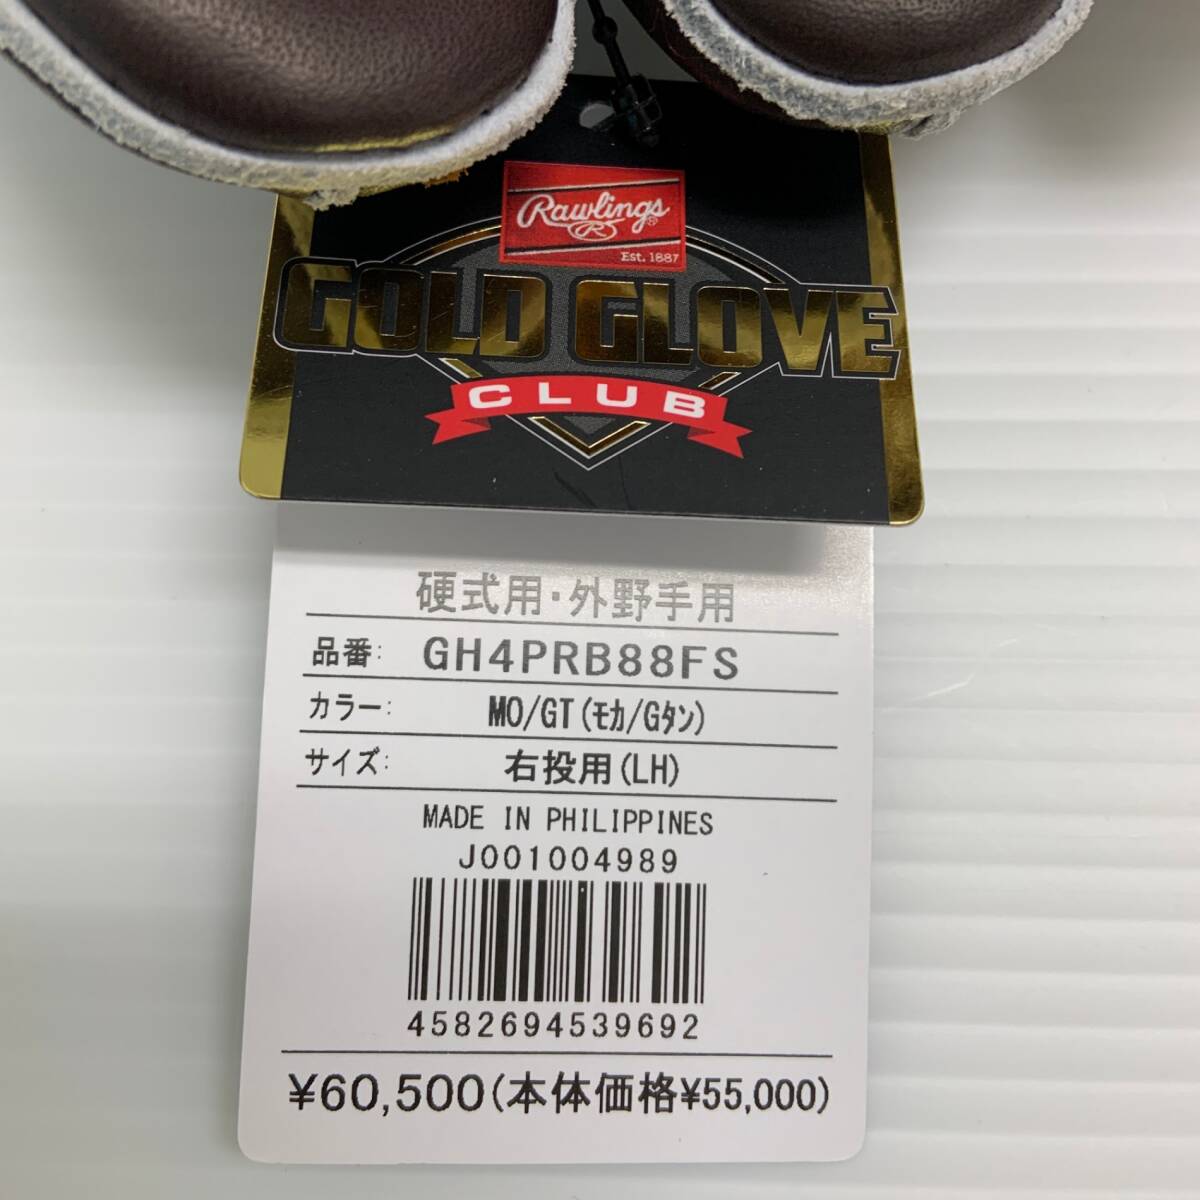 Rawlings®
R
Est. 1887
GOLD GLOVE
CLUB
硬式用・外野手用
品番: GH4PRB88FS
カラー: MO/GT(ﾓｶ/Gﾀﾝ)
サイズ: 右投用(LH)
MADE IN PHILIPPINES
J001004989
4582694539692
¥60,500(本体価格¥55,000)